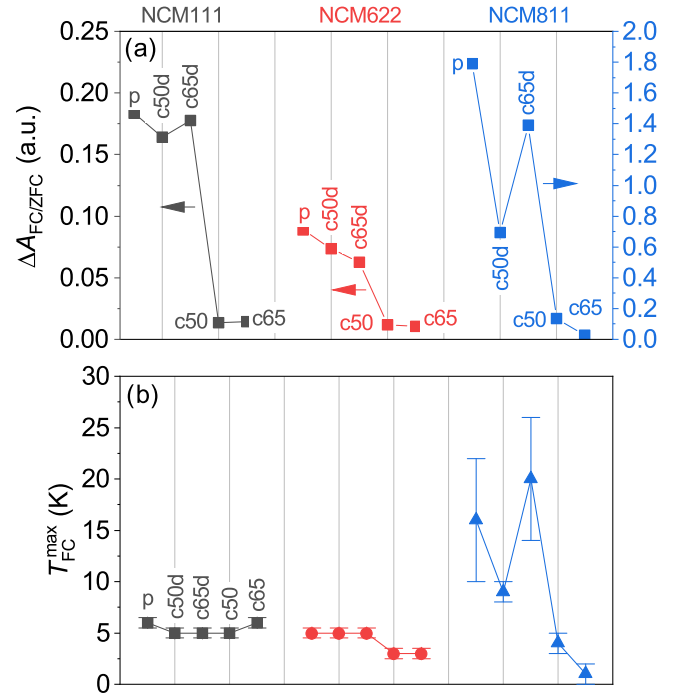 NCM111 NCM622 NCM811
(a)
ΔA_FC/ZFC (a.u.)
0.25
0.20
0.15
0.10
0.05
0.00
p c50d c65d
c50 c65
p c50d c65d
c50 c65
p c50d c65d
c50 c65
2.0
1.8
1.6
1.4
1.2
1.0
0.8
0.6
0.4
0.2
0.0
(b)
T_FC^max (K)
30
25
20
15
10
5
0
p c50d c65d c50 c65